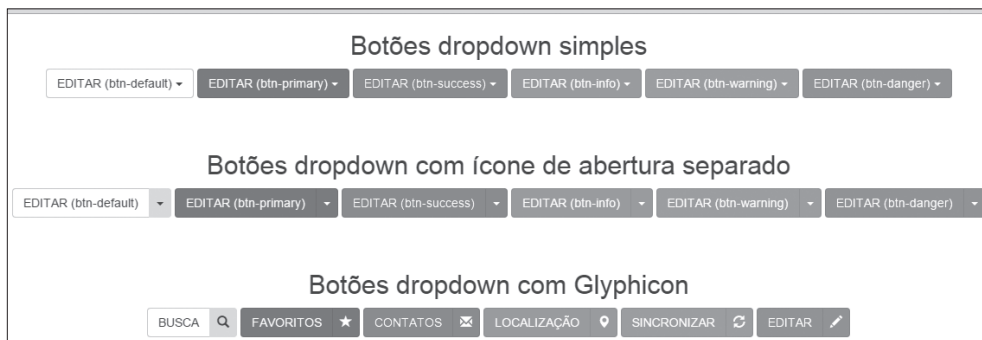 Botões dropdown simples
EDITAR (btn-default) EDITAR (btn-primary) EDITAR (btn-success) EDITAR (btn-info) EDITAR (btn-warning) EDITAR (btn-danger)
Botões dropdown com ícone de abertura separado
EDITAR (btn-default) EDITAR (btn-primary) EDITAR (btn-success) EDITAR (btn-info) EDITAR (btn-warning) EDITAR (btn-danger)
Botões dropdown com Glyphicon
BUSCA FAVORITOS CONTATOS LOCALIZAÇÃO SINCRONIZAR EDITAR